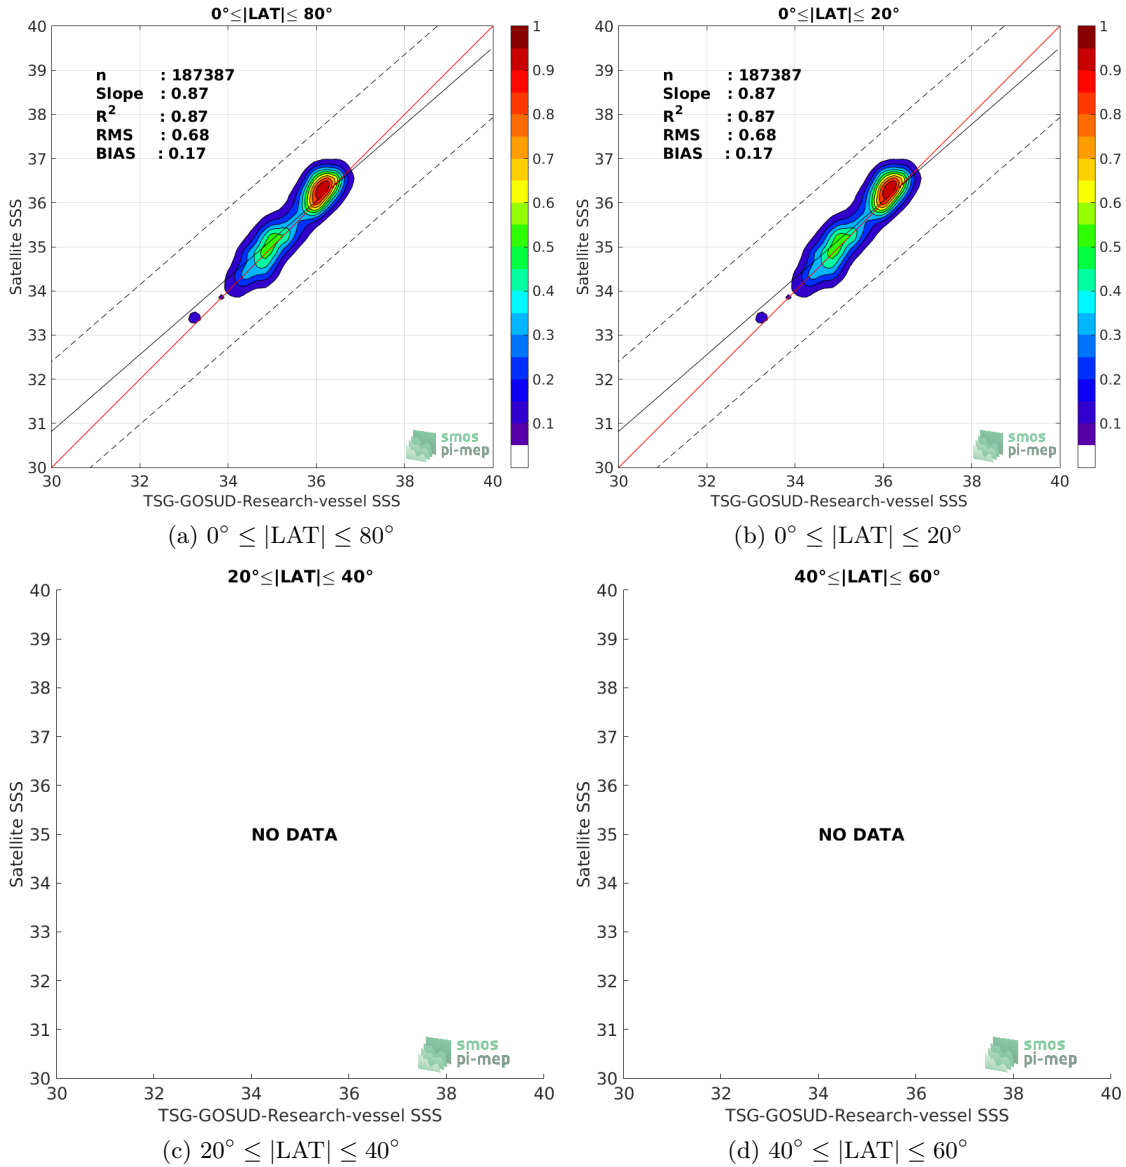 0°≤|LAT|≤ 80°
40
39
38
37
36
35
34
33
32
31
30
Satellite SSS
n : 187387
Slope : 0.87
R² : 0.87
RMS : 0.68
BIAS : 0.17
smos
pi-mep
30 32 34 36 38 40
TSG-GOSUD-Research-vessel SSS
1
0.9
0.8
0.7
0.6
0.5
0.4
0.3
0.2
0.1
(a) 0° ≤ |LAT| ≤ 80°
0°≤|LAT|≤ 20°
40
39
38
37
36
35
34
33
32
31
30
Satellite SSS
n : 187387
Slope : 0.87
R² : 0.87
RMS : 0.68
BIAS : 0.17
smos
pi-mep
30 32 34 36 38 40
TSG-GOSUD-Research-vessel SSS
1
0.9
0.8
0.7
0.6
0.5
0.4
0.3
0.2
0.1
(b) 0° ≤ |LAT| ≤ 20°
20°≤|LAT|≤ 40°
40
39
38
37
36
35
34
33
32
31
30
Satellite SSS
NO DATA
smos
pi-mep
30 32 34 36 38 40
TSG-GOSUD-Research-vessel SSS
(c) 20° ≤ |LAT| ≤ 40°
40°≤|LAT|≤ 60°
40
39
38
37
36
35
34
33
32
31
30
Satellite SSS
NO DATA
smos
pi-mep
30 32 34 36 38 40
TSG-GOSUD-Research-vessel SSS
(d) 40° ≤ |LAT| ≤ 60°